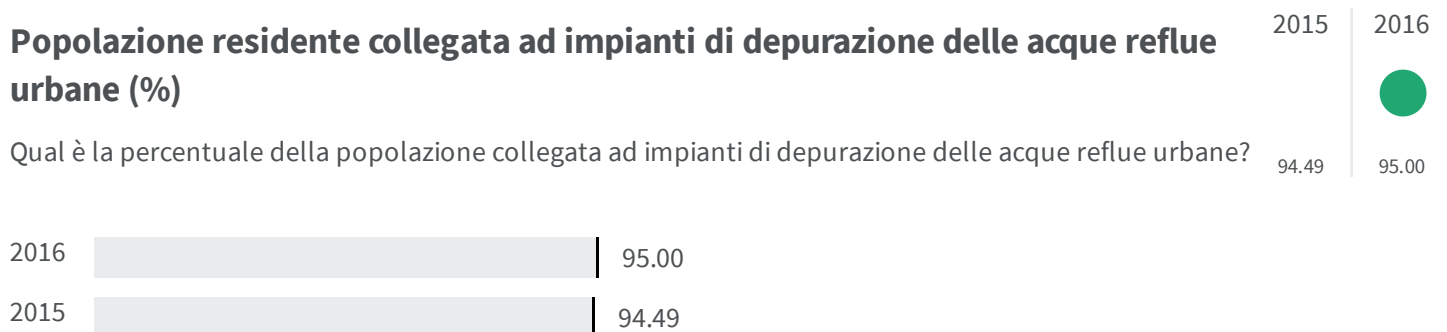 Popolazione residente collegata ad impianti di depurazione delle acque reflue
urbane (%)
Qual è la percentuale della popolazione collegata ad impianti di depurazione delle acque reflue urbane?
2015 2016
94.49 95.00
2016 95.00
2015 94.49